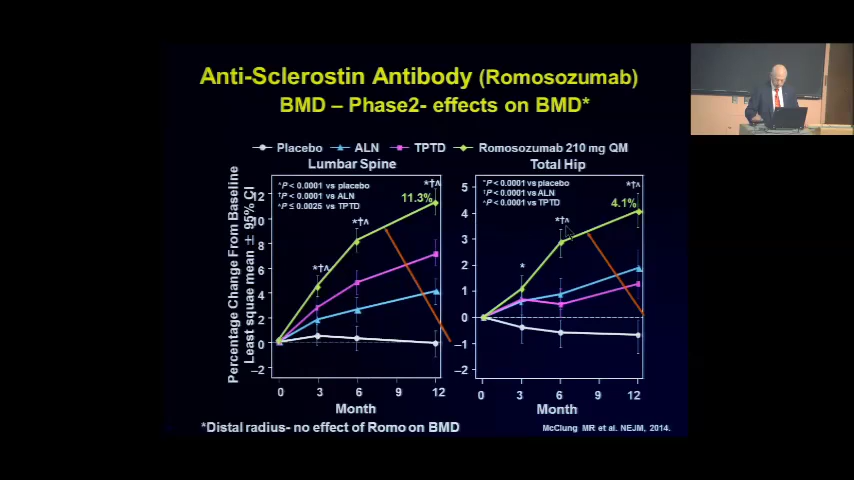 Anti-Sclerostin Antibody (Romosozumab)
BMD – Phase2- effects on BMD*
Placebo ALN TPTD Romosozumab 210 mg QM
Lumbar Spine
Total Hip
Percentage Change From Baseline
Least squae mean ± 95% CI
*P < 0.0001 vs placebo
†P < 0.0001 vs ALN
^P ≤ 0.0025 vs TPTD
11.3%
*†^
*†^
*†^
12
10
8
6
4
2
0
–2
0 3 6 9 12
Month
*P < 0.0001 vs placebo
†P < 0.0001 vs ALN
^P < 0.0001 vs TPTD
4.1%
*†^
*†^
*
5
4
3
2
1
0
–1
–2
0 3 6 9 12
Month
*Distal radius- no effect of Romo on BMD
McClung MR et al. NEJM, 2014.